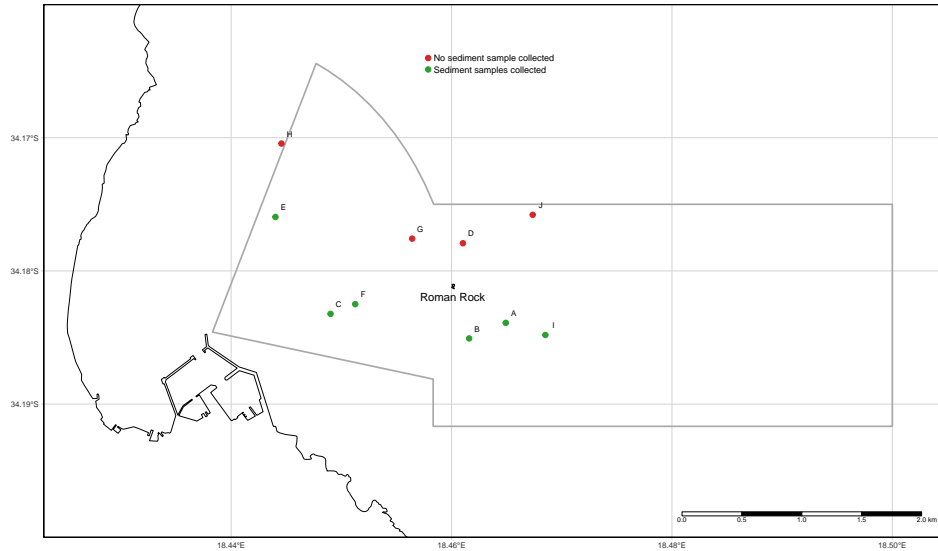 No sediment sample collected
Sediment samples collected
34.17°S
H
E
J
G
D
34.18°S
Roman Rock
F
C
A
B
I
34.19°S
0.0 0.5 1.0 1.5 2.0 km
18.44°E 18.46°E 18.48°E 18.50°E